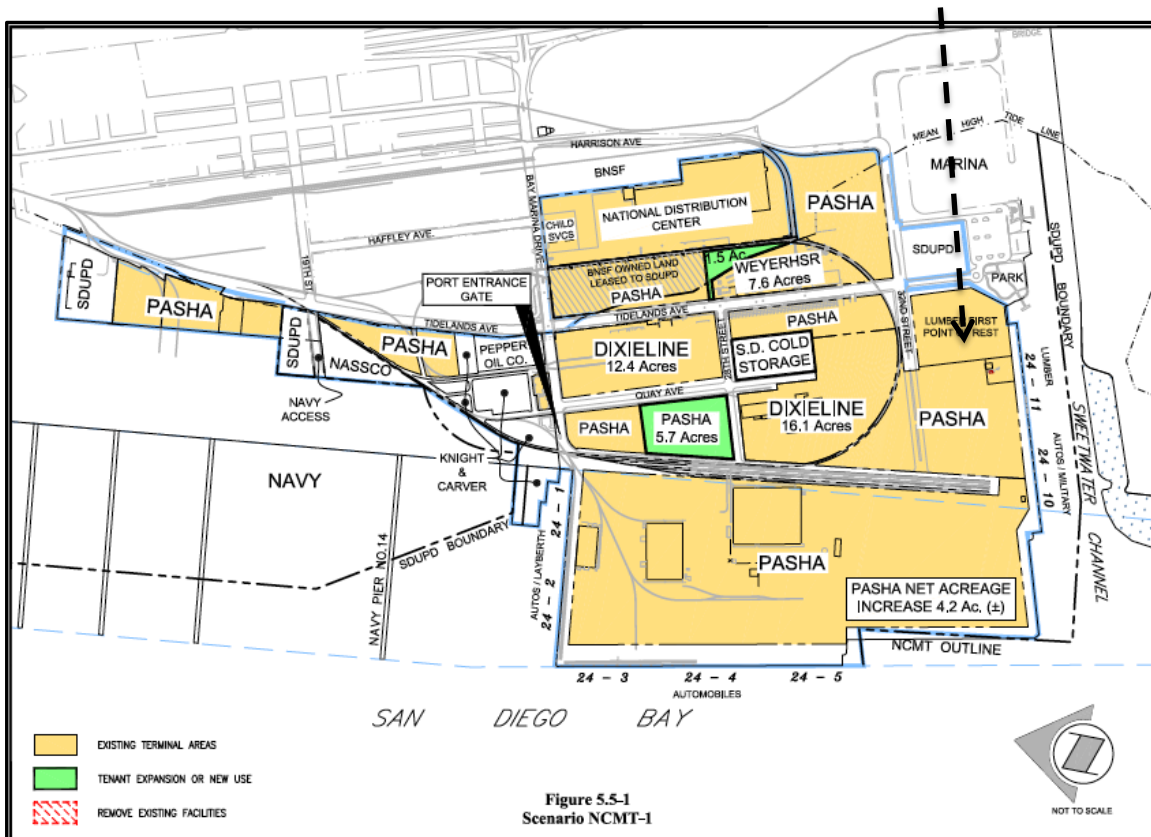 BRIDGE
MEAN HIGH TIDE LINE
HARRISON AVE
BNSF
MARINA
BAY MARINA DRIVE
NATIONAL DISTRIBUTION
CENTER
PASHA
CHILD
SVCS
HAFFLEY AVE.
SDUPD
SDUPD
BNSF OWNED LAND
LEASED TO SDUPD
PASHA
1.5 Ac.
WEYERHSR
7.6 Acres
PARK
SDUPD BOUNDARY
19TH ST
PORT ENTRANCE
GATE
PASHA
TIDELANDS AVE
TIDELANDS AVE
PASHA
28TH STREET
32ND STREET
LUMBER FIRST
POINT REST
SDUPD
NASSCO
PASHA
PEPPER
OIL CO.
DIXIELINE
12.4 Acres
S.D. COLD
STORAGE
NAVY
ACCESS
QUAY AVE
PASHA
PASHA
5.7 Acres
DIXIELINE
16.1 Acres
PASHA
LUMBER
24 - 11
AUTOS/MILITARY
24 - 10
SWEETWATER CHANNEL
KNIGHT
&
CARVER
NAVY
NAVY PIER NO.14
SDUPD BOUNDARY
24 - 1
AUTOS / LAYBERTH
24 - 2
PASHA
PASHA NET ACREAGE
INCREASE 4.2 Ac. (±)
NCMT OUTLINE
24 - 3 24 - 4 24 - 5
AUTOMOBILES
SAN DIEGO BAY
EXISTING TERMINAL AREAS
TENANT EXPANSION OR NEW USE
REMOVE EXISTING FACILITIES
Figure 5.5-1
Scenario NCMT-1
NOT TO SCALE